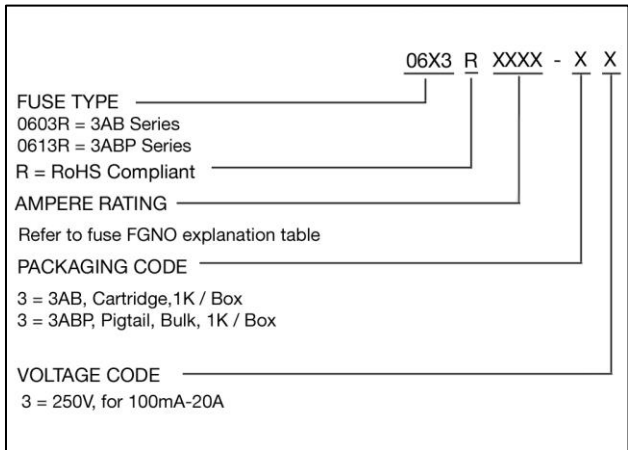 06X3 R XXXX - X X
FUSE TYPE
0603R = 3AB Series
0613R = 3ABP Series
R = RoHS Compliant
AMPERE RATING
Refer to fuse FGNO explanation table
PACKAGING CODE
3 = 3AB, Cartridge,1K / Box
3 = 3ABP, Pigtail, Bulk, 1K / Box
VOLTAGE CODE
3 = 250V, for 100mA-20A